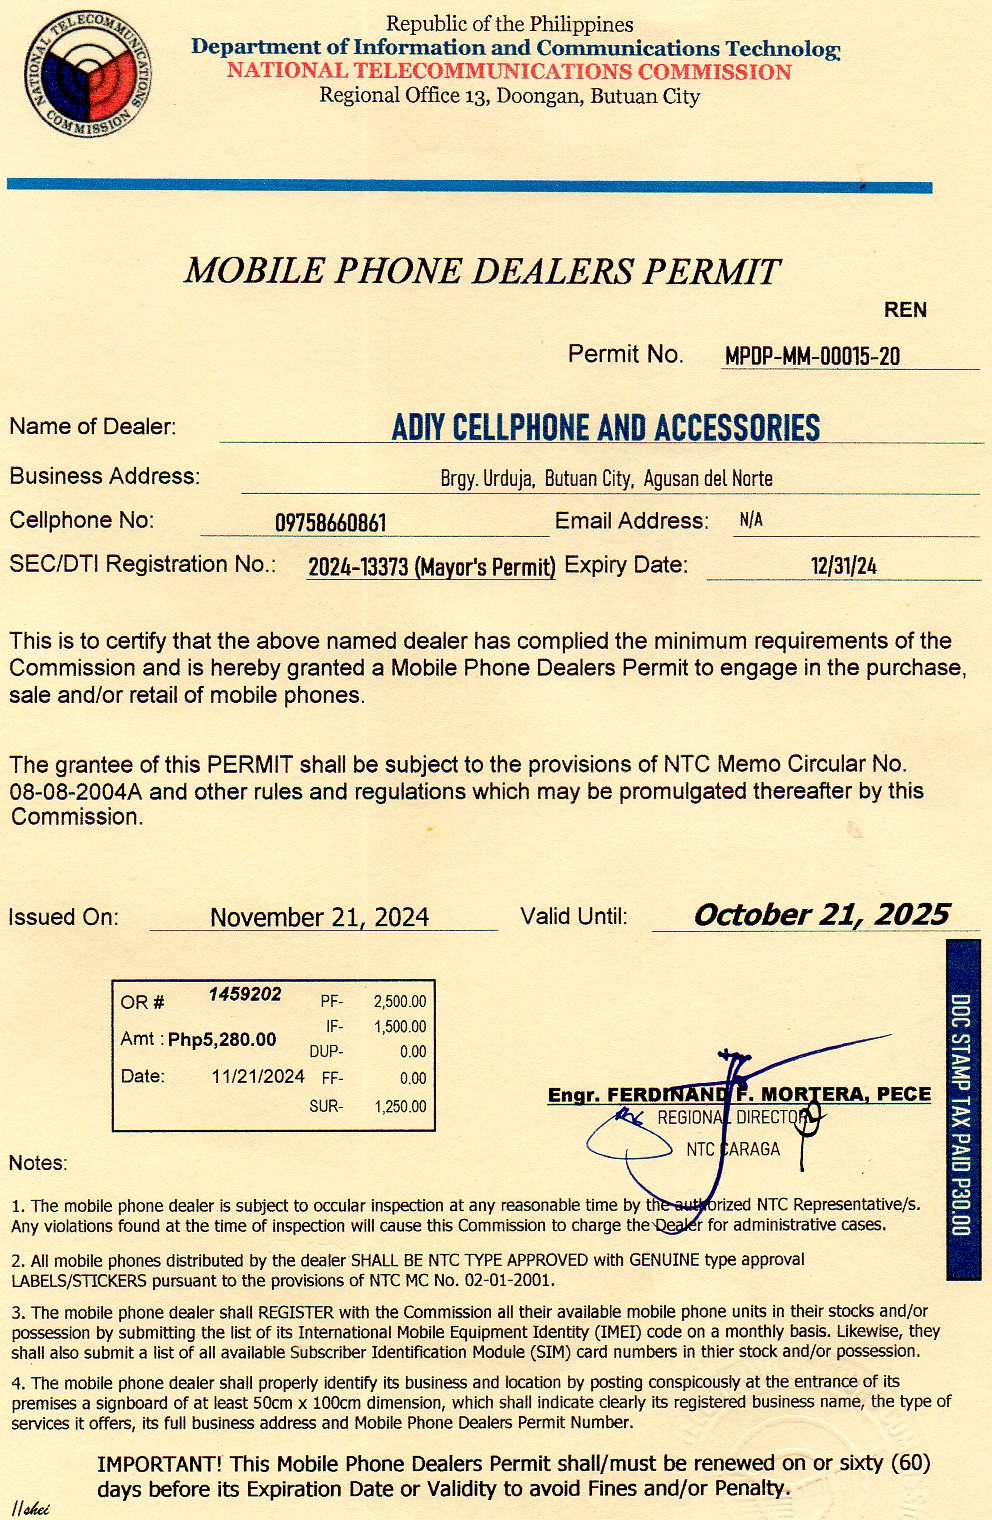 NATIONAL TELECOMMUNICATIONS COMMISSION
Republic of the Philippines
Department of Information and Communications Technolog
NATIONAL TELECOMMUNICATIONS COMMISSION
Regional Office 13, Doongan, Butuan City
MOBILE PHONE DEALERS PERMIT
REN
Permit No. MPDP-MM-00015-20
Name of Dealer: ADIY CELLPHONE AND ACCESSORIES
Business Address: Brgy. Urduja, Butuan City, Agusan del Norte
Cellphone No: 09758660861 Email Address: N/A
SEC/DTI Registration No.: 2024-13373 (Mayor's Permit) Expiry Date: 12/31/24
This is to certify that the above named dealer has complied the minimum requirements of the
Commission and is hereby granted a Mobile Phone Dealers Permit to engage in the purchase,
sale and/or retail of mobile phones.
The grantee of this PERMIT shall be subject to the provisions of NTC Memo Circular No.
08-08-2004A and other rules and regulations which may be promulgated thereafter by this
Commission.
Issued On: November 21, 2024 Valid Until: October 21, 2025
OR # 1459202 PF- 2,500.00
IF- 1,500.00
Amt : Php5,280.00
DUP- 0.00
Date: 11/21/2024 FF- 0.00
SUR- 1,250.00
Engr. FERDINAND F. MORTERA, PECE
REGIONAL DIRECTOR
NTC CARAGA
DOC STAMP TAX PAID P30.00
Notes:
1. The mobile phone dealer is subject to occular inspection at any reasonable time by the authorized NTC Representative/s.
Any violations found at the time of inspection will cause this Commission to charge the Dealer for administrative cases.
2. All mobile phones distributed by the dealer SHALL BE NTC TYPE APPROVED with GENUINE type approval
LABELS/STICKERS pursuant to the provisions of NTC MC No. 02-01-2001.
3. The mobile phone dealer shall REGISTER with the Commission all their available mobile phone units in their stocks and/or
possession by submitting the list of its International Mobile Equipment Identity (IMEI) code on a monthly basis. Likewise, they
shall also submit a list of all available Subscriber Identification Module (SIM) card numbers in thier stock and/or possession.
4. The mobile phone dealer shall properly identify its business and location by posting conspicously at the entrance of its
premises a signboard of at least 50cm x 100cm dimension, which shall indicate clearly its registered business name, the type of
services it offers, its full business address and Mobile Phone Dealers Permit Number.
IMPORTANT! This Mobile Phone Dealers Permit shall/must be renewed on or sixty (60)
days before its Expiration Date or Validity to avoid Fines and/or Penalty.